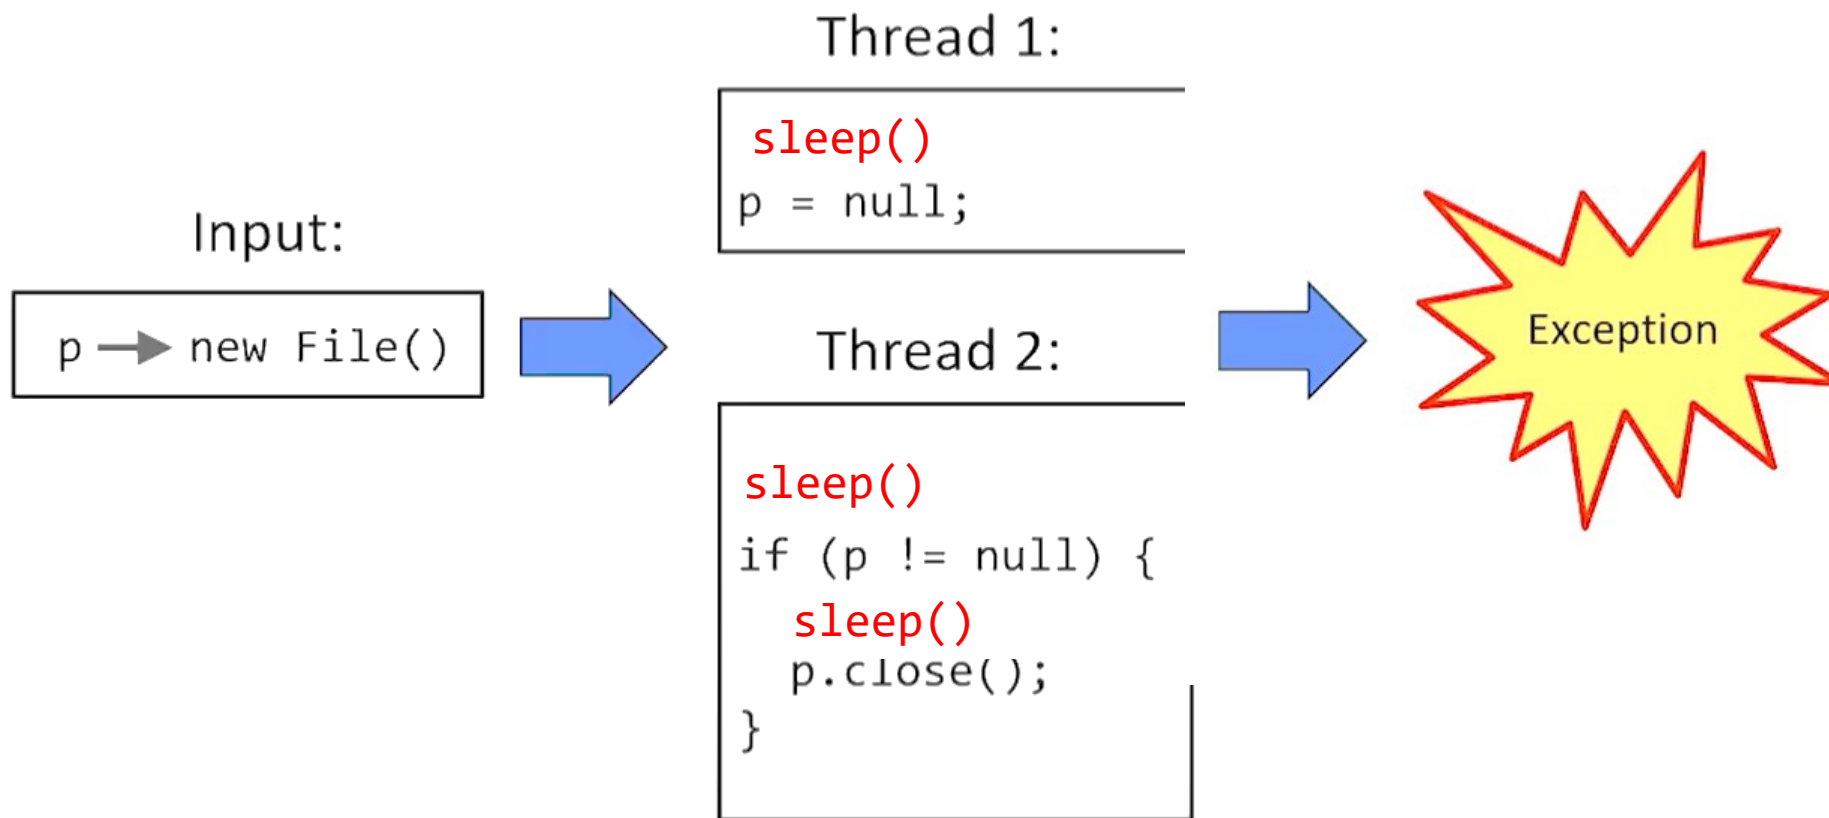 Input:
p → new File()
Thread 1:
sleep()
p = null;
Thread 2:
sleep()
if (p != null) {
sleep()
p.close();
}
Exception